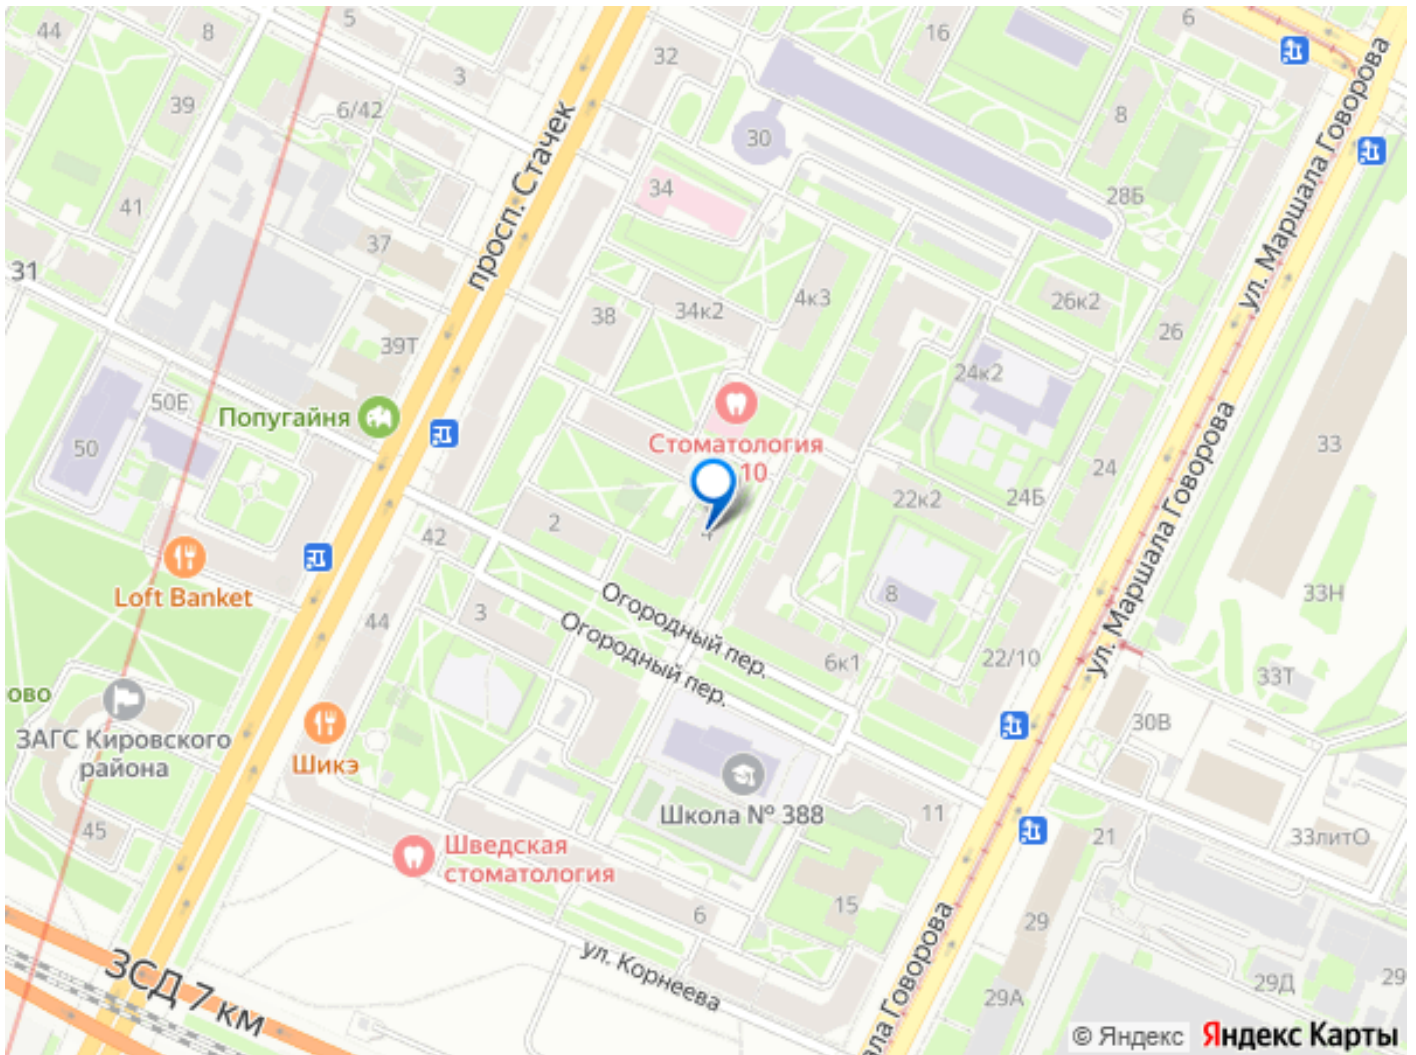 44
8
5
3
32
16
6
39
6/42
30
8
просп. Стачек
ул. Маршала Говорова
34
28Б
41
37
31
4к3
26к2
34к2
38
26
39Т
24к2
50Е
Попугайня
50
Стоматология
10
33
24
22к2
24Б
2
4
42
Loft Banket
8
33Н
ул. Маршала Говорова
3
44
Огородный пер.
Огородный пер.
6к1
22/10
33Т
ово
30В
ЗАГС Кировского
района
Шикэ
Школа № 388
11
45
21
33литО
Шведская
стоматология
15
6
29
ул. Корнеева
ла Говорова
29А
29Д
29
ЗСД 7 км
© Яндекс
Яндекс Карты